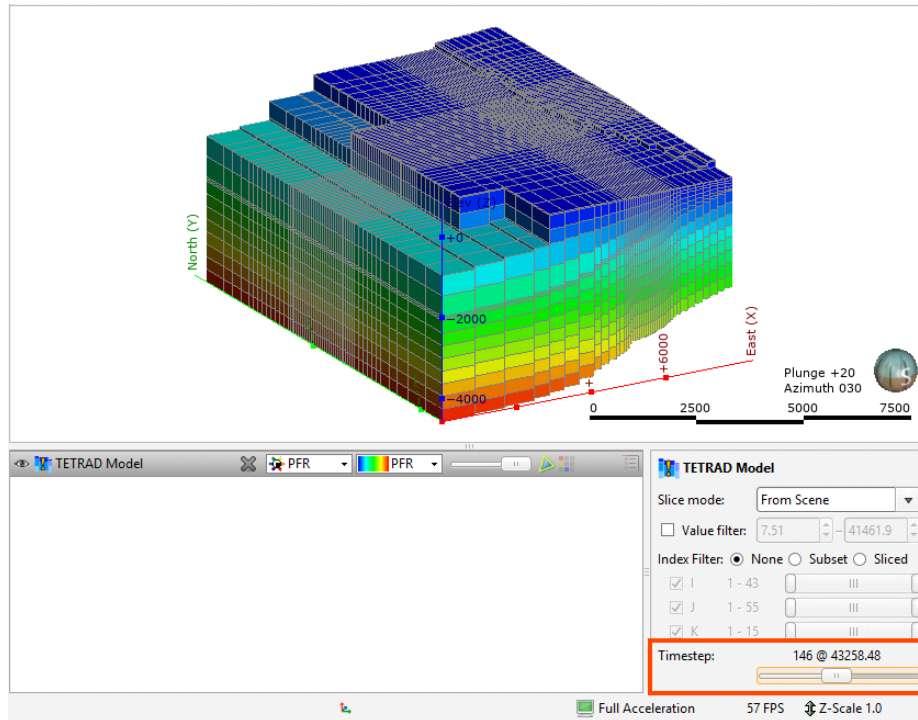 Elev (Z)
+0
North (Y)
-2000
-4000
+
+6000
East (X)
Plunge +20
Azimuth 030
0 2500 5000 7500
S
TETRAD Model PFR PFR
TETRAD Model
Slice mode: From Scene
Value filter: 7.51 – 41461.9
Index Filter: None Subset Sliced
I 1 - 43
J 1 - 55
K 1 - 15
Timestep: 146 @ 43258.48
Full Acceleration 57 FPS Z-Scale 1.0